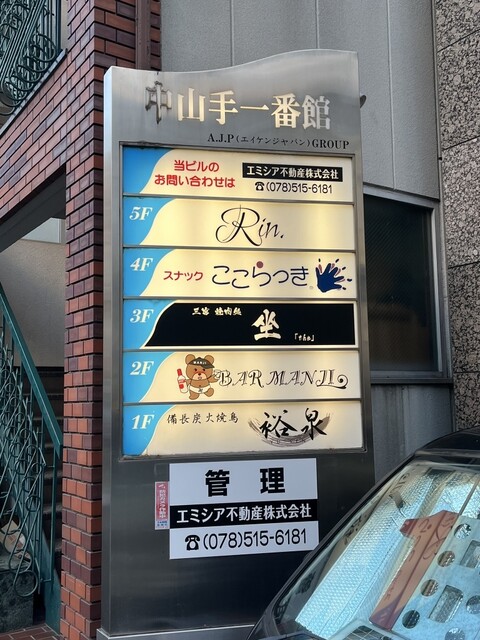 中山手一番館
A.J.P(エイケンジャパン)GROUP
当ビルの
お問い合わせは
エミシア不動産株式会社
☎(078)515-6181
5F
Rin.
4F
スナック ここらつき
3F
三宮 焼肉処
坐
2F
MANJI
BAR MANJI
1F
備長炭火焼鳥 裕泉
管理
エミシア不動産株式会社
☎(078)515-6181